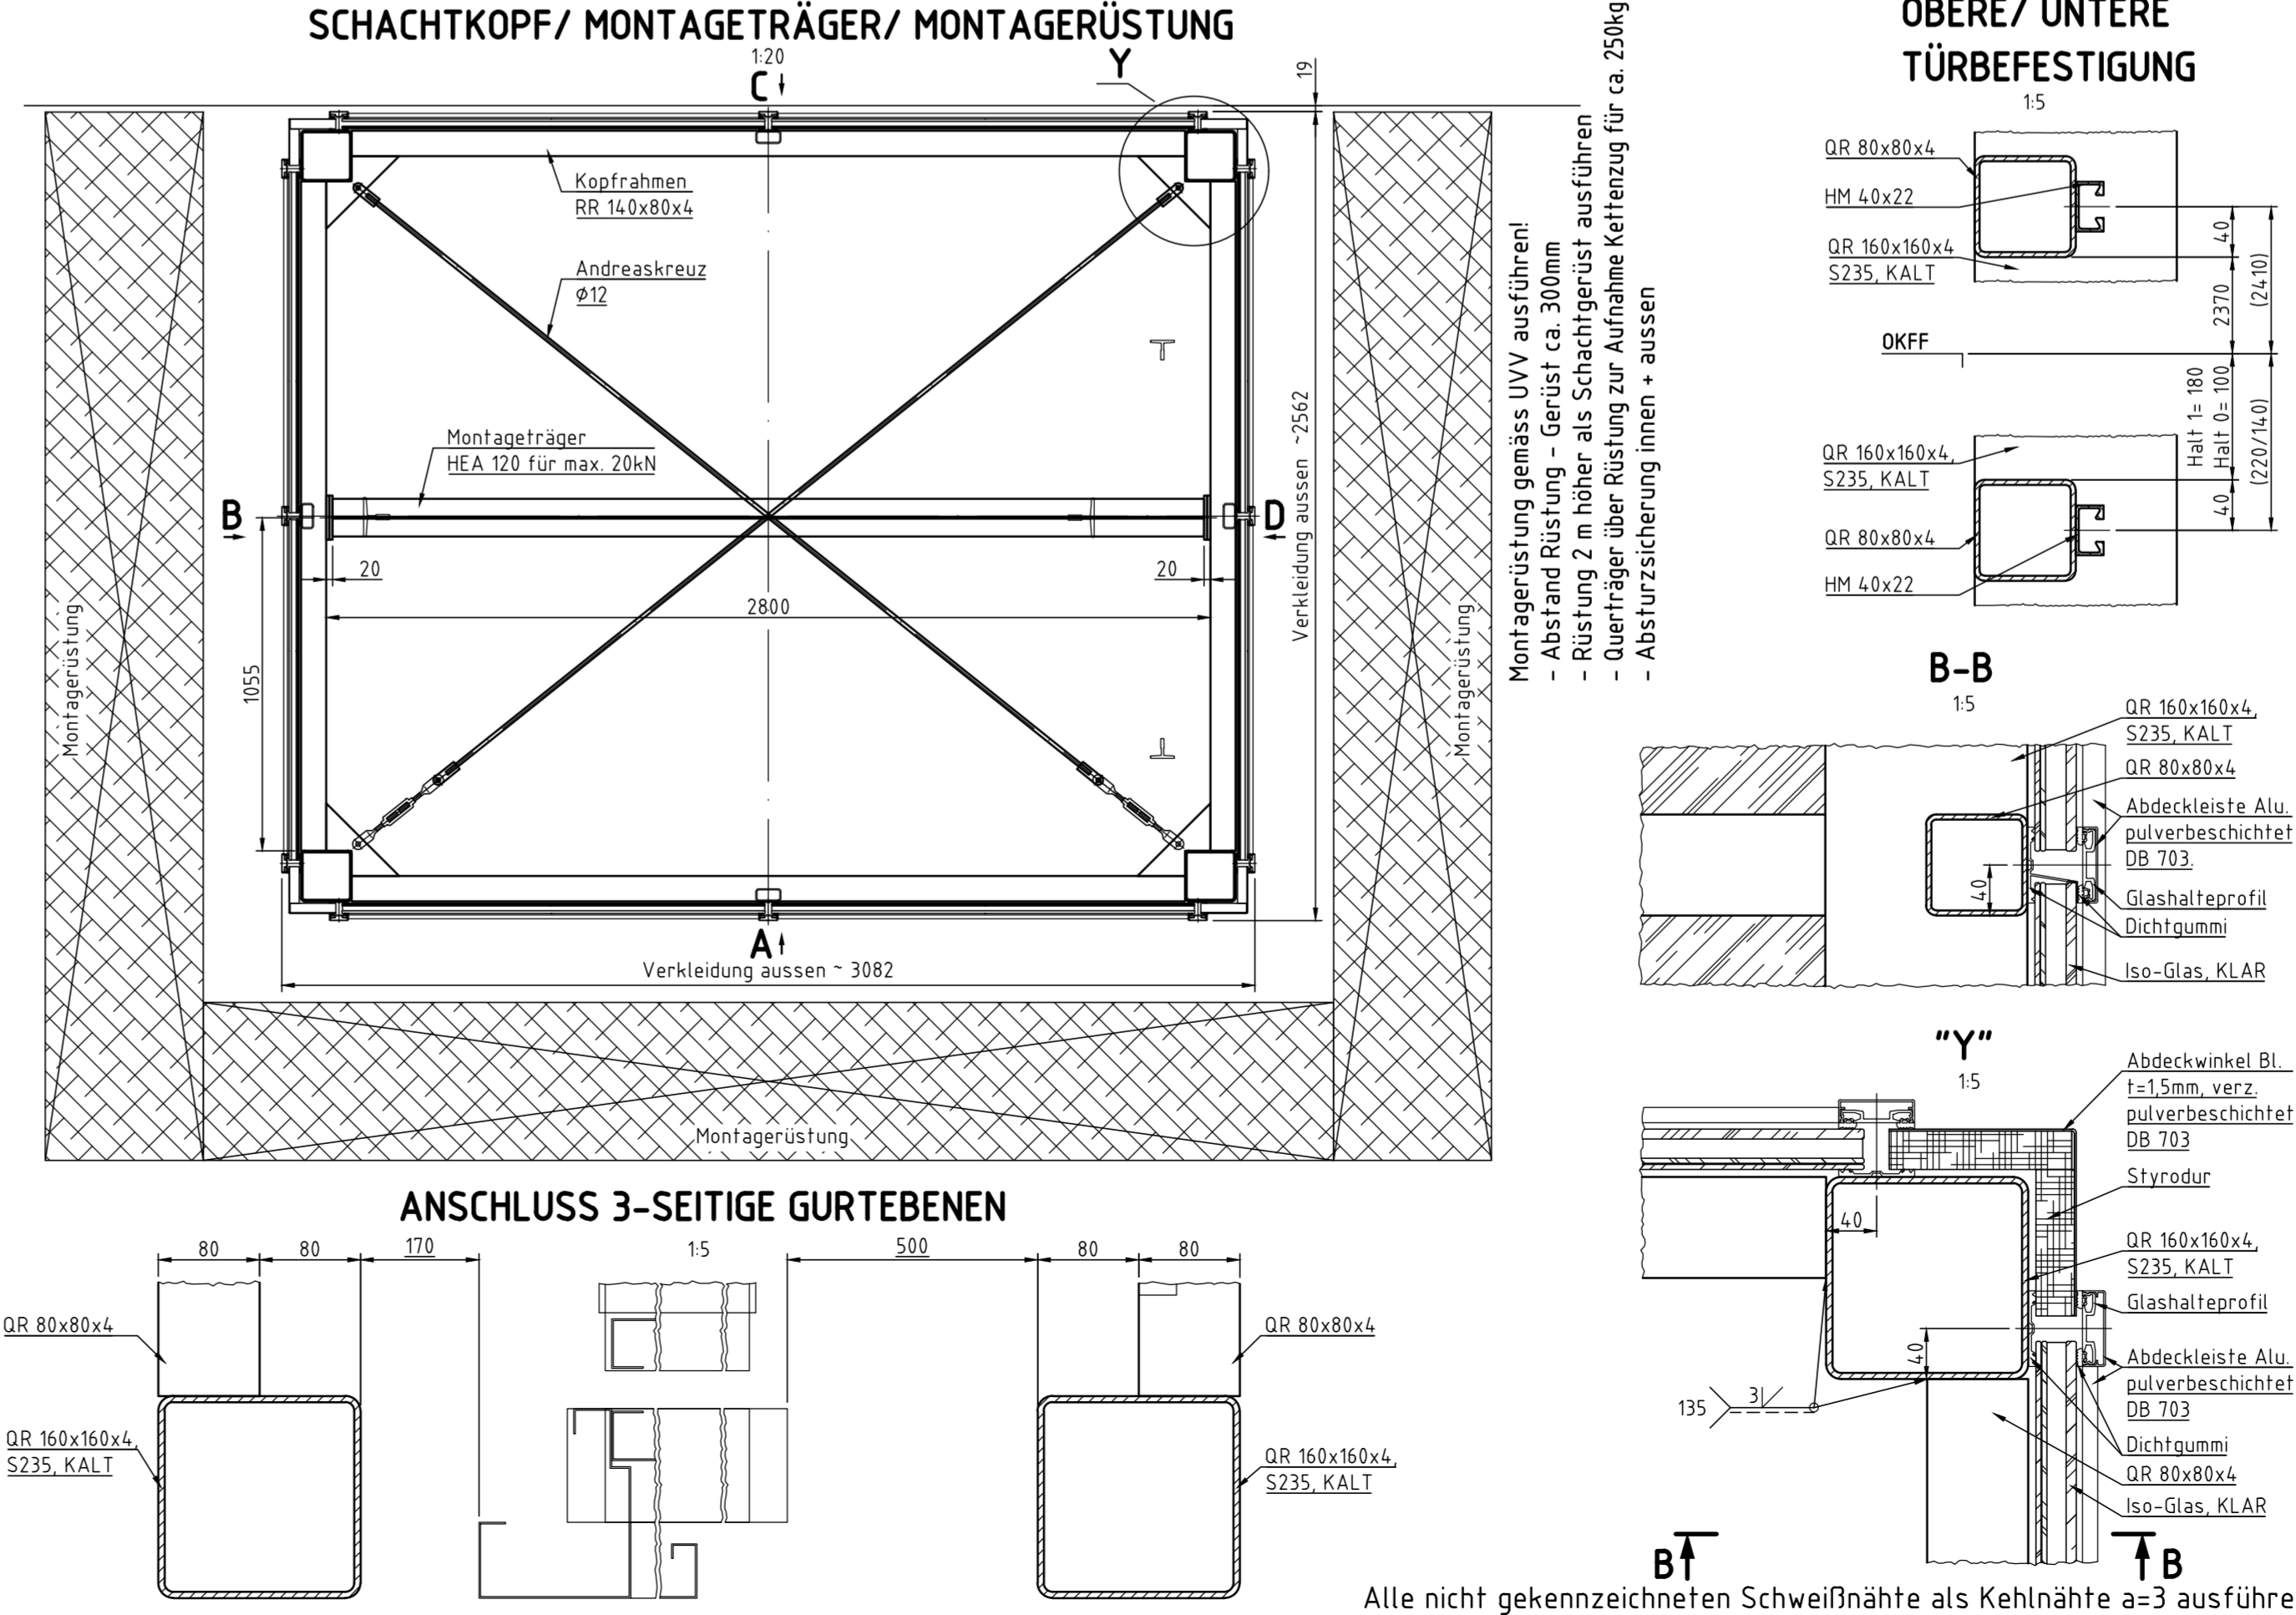 SCHACHTKOPF/ MONTAGETRÄGER/ MONTAGERÜSTUNG
1:20
C
Y
19
Kopfrahmen
RR 140x80x4
Andreaskreuz
ϕ12
Montageträger
HEA 120 für max. 20kN
B
D
20
20
2800
1055
Verkleidung aussen ~2562
Montagerüstung
Montagerüstung
A
Verkleidung aussen ~ 3082
Montagerüstung
Montagerüstung gemäss UVV ausführen!
- Abstand Rüstung - Gerüst ca. 300mm
- Rüstung 2 m höher als Schachtgerüst ausführen
- Querträger über Rüstung zur Aufnahme Kettenzug für ca. 250kg
- Absturzsicherung innen + aussen
OBERE/ UNTERE
TÜRBEFESTIGUNG
1:5
QR 80x80x4
HM 40x22
QR 160x160x4
S235, KALT
40
2370
(2410)
OKFF
Halt 1= 180
Halt 0= 100
(220/140)
40
QR 160x160x4,
S235, KALT
QR 80x80x4
HM 40x22
B-B
1:5
QR 160x160x4,
S235, KALT
QR 80x80x4
Abdeckleiste Alu.
pulverbeschichtet
DB 703.
40
Glashalteprofil
Dichtgummi
Iso-Glas, KLAR
"Y"
1:5
Abdeckwinkel Bl.
t=1,5mm, verz.
pulverbeschichtet
DB 703
Styrodur
40
QR 160x160x4,
S235, KALT
Glashalteprofil
40
Abdeckleiste Alu.
pulverbeschichtet
DB 703
135
3
Dichtgummi
QR 80x80x4
Iso-Glas, KLAR
B
B
ANSCHLUSS 3-SEITIGE GURTEBENEN
1:5
80
80
170
500
80
80
QR 80x80x4
QR 80x80x4
QR 160x160x4,
S235, KALT
QR 160x160x4,
S235, KALT
Alle nicht gekennzeichneten Schweißnähte als Kehlnähte a=3 ausführe